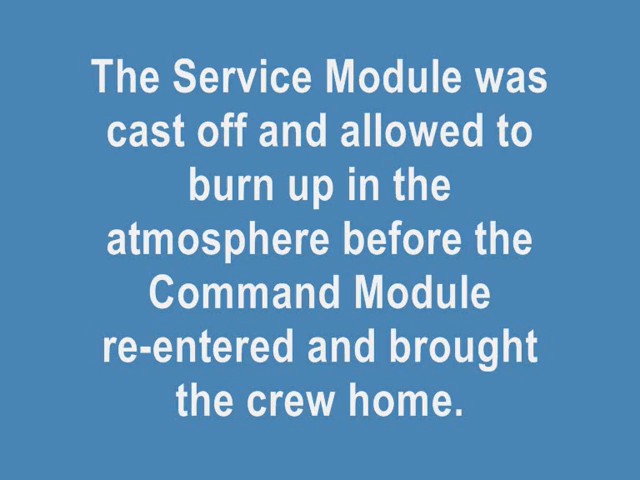 The Service Module was
cast off and allowed to
burn up in the
atmosphere before the
Command Module
re-entered and brought
the crew home.